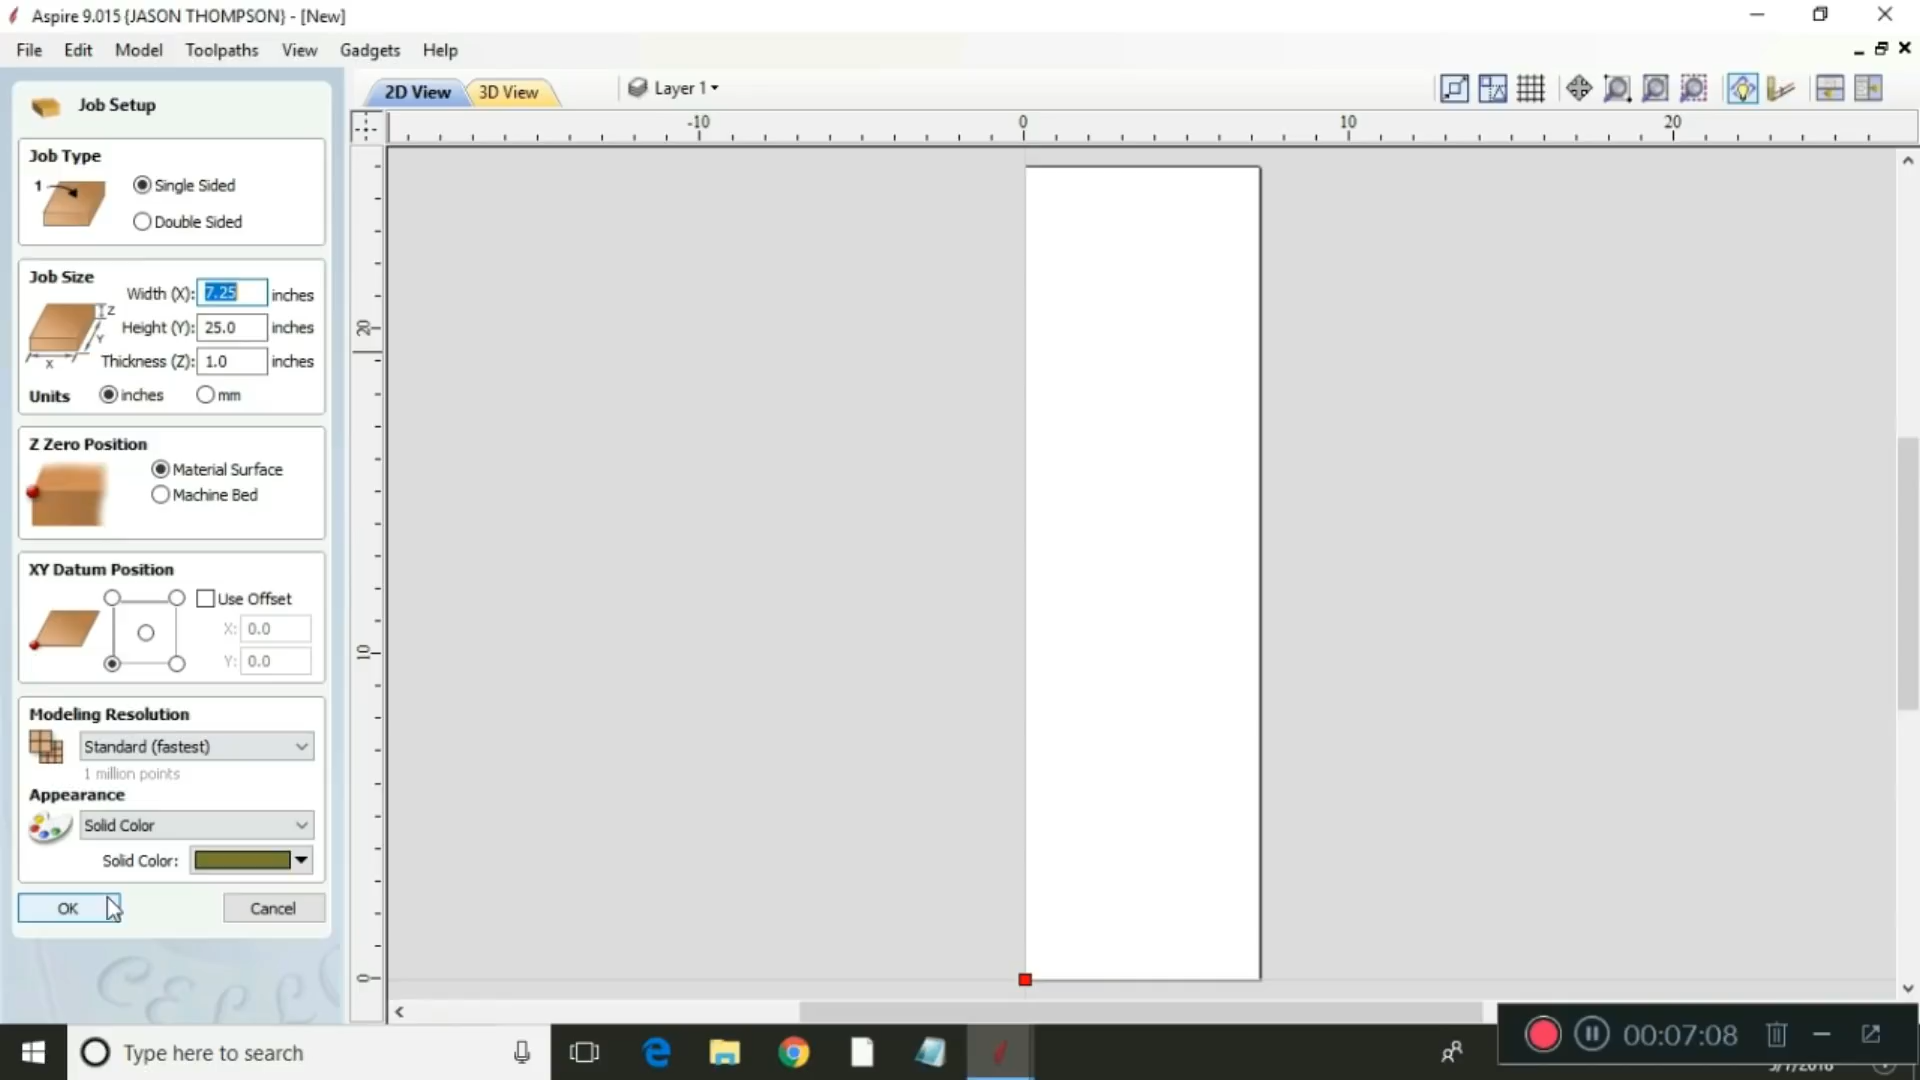 Aspire 9.015 {JASON THOMPSON} - [New]
File Edit Model Toolpaths View Gadgets Help
Job Setup
2D View 3D View Layer 1
-10 0 10 20
Job Type
1
Single Sided
Double Sided
Job Size
Width (X): 7.25 inches
Z
Height (Y): 25.0 inches
Y
Thickness (Z): 1.0 inches
X
Units inches mm
Z Zero Position
Material Surface
Machine Bed
XY Datum Position
Use Offset
X: 0.0
Y: 0.0
Modeling Resolution
Standard (fastest)
1 million points
Appearance
Solid Color
Solid Color:
OK Cancel
20
10
0
Type here to search
00:07:08